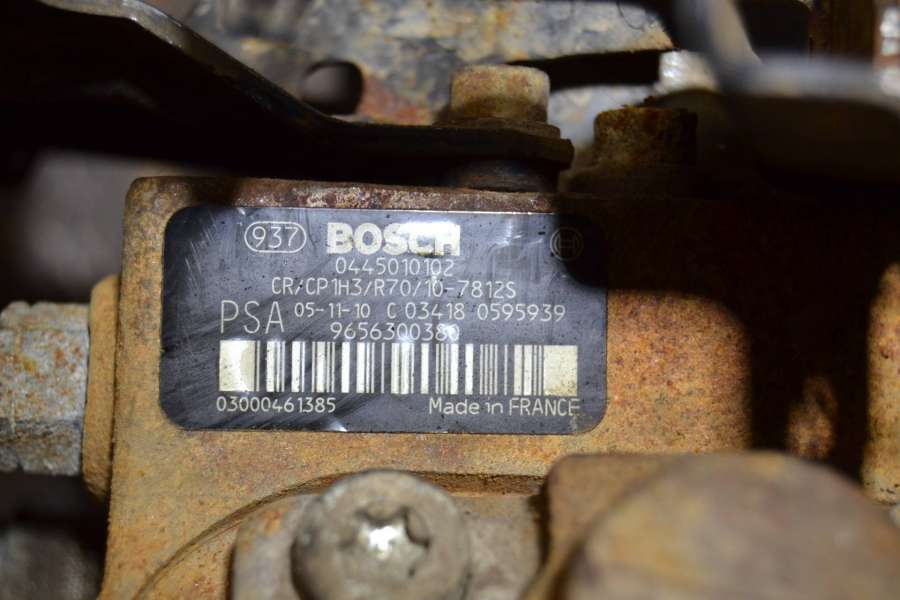 937 BOSCH
0445010102
CR/CP1H3/R70/10-7812S
PSA 05-11-10 C 03418 0595939
9656300380
03000461385 Made in FRANCE